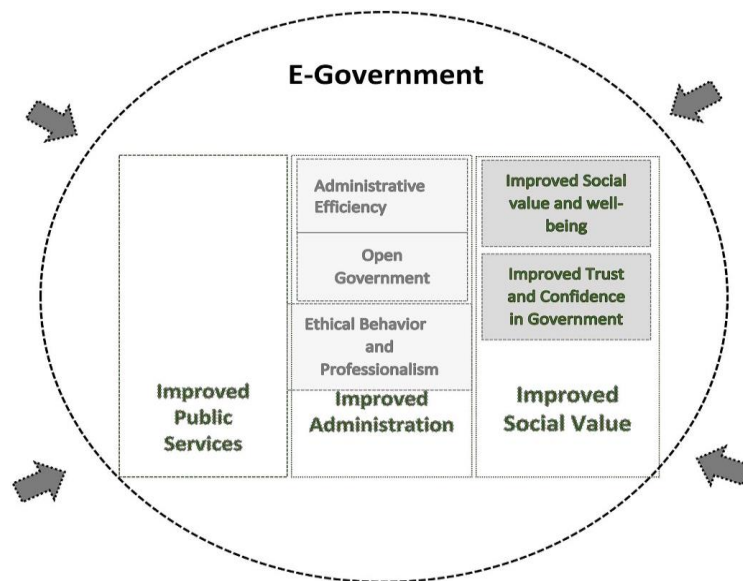 E-Government
Improved
Public
Services
Administrative
Efficiency
Open
Government
Ethical Behavior
and
Professionalism
Improved
Administration
Improved Social
value and well-
being
Improved Trust
and Confidence
in Government
Improved
Social Value